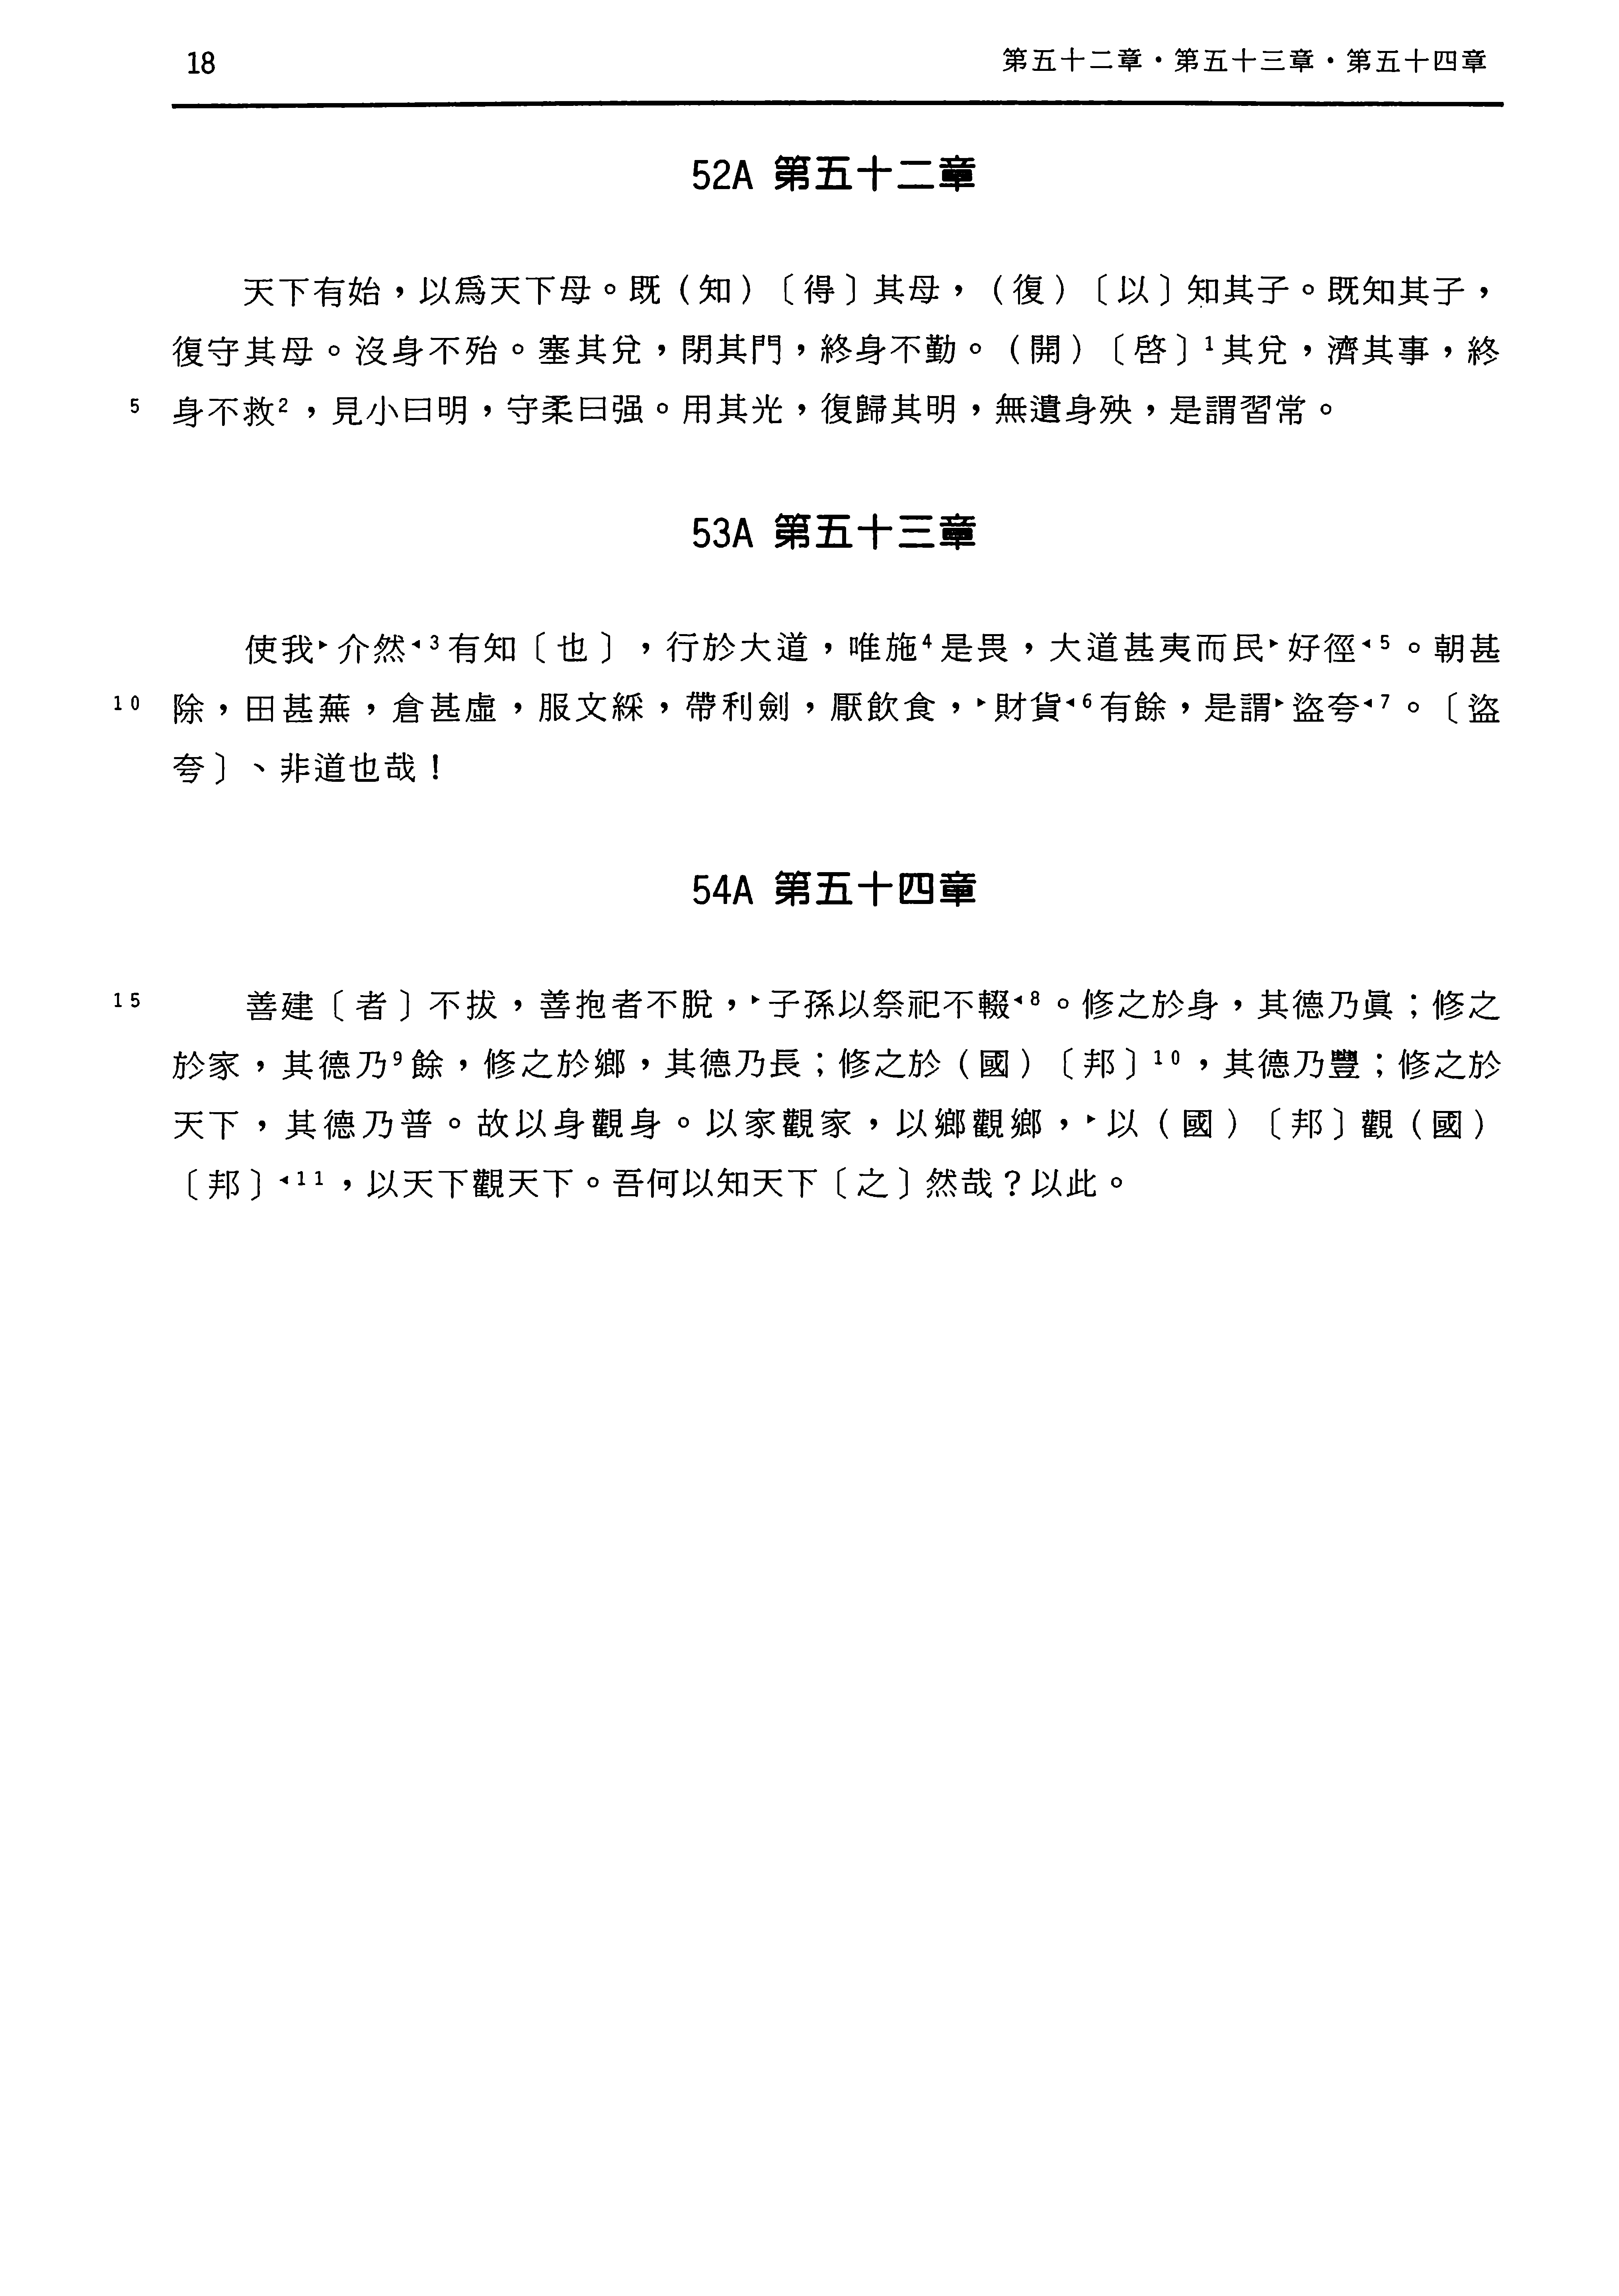 18 第五十二章・第五十三章・第五十四章
52A 第五十二章
天下有始，以爲天下母。既（知）〔得〕其母，（復）〔以〕知其子。既知其子，
復守其母。沒身不殆。塞其兌，閉其門，終身不勤。（開）〔啓〕1其兌，濟其事，終
5 身不救2，見小曰明，守柔曰强。用其光，復歸其明，無遺身殃，是謂習常。
53A 第五十三章
使我▸介然◂3有知〔也〕，行於大道，唯施4是畏，大道甚夷而民▸好徑◂5。朝甚
10 除，田甚蕪，倉甚虛，服文綵，帶利劍，厭飲食，▸財貨◂6有餘，是謂▸盜夸◂7。〔盜
夸〕、非道也哉！
54A 第五十四章
15 善建〔者〕不拔，善抱者不脫，▸子孫以祭祀不輟◂8。修之於身，其德乃眞；修之
於家，其德乃9餘，修之於鄉，其德乃長；修之於（國）〔邦〕10，其德乃豐；修之於
天下，其德乃普。故以身觀身。以家觀家，以鄉觀鄉，▸以（國）〔邦〕觀（國）
〔邦〕◂11，以天下觀天下。吾何以知天下〔之〕然哉？以此。